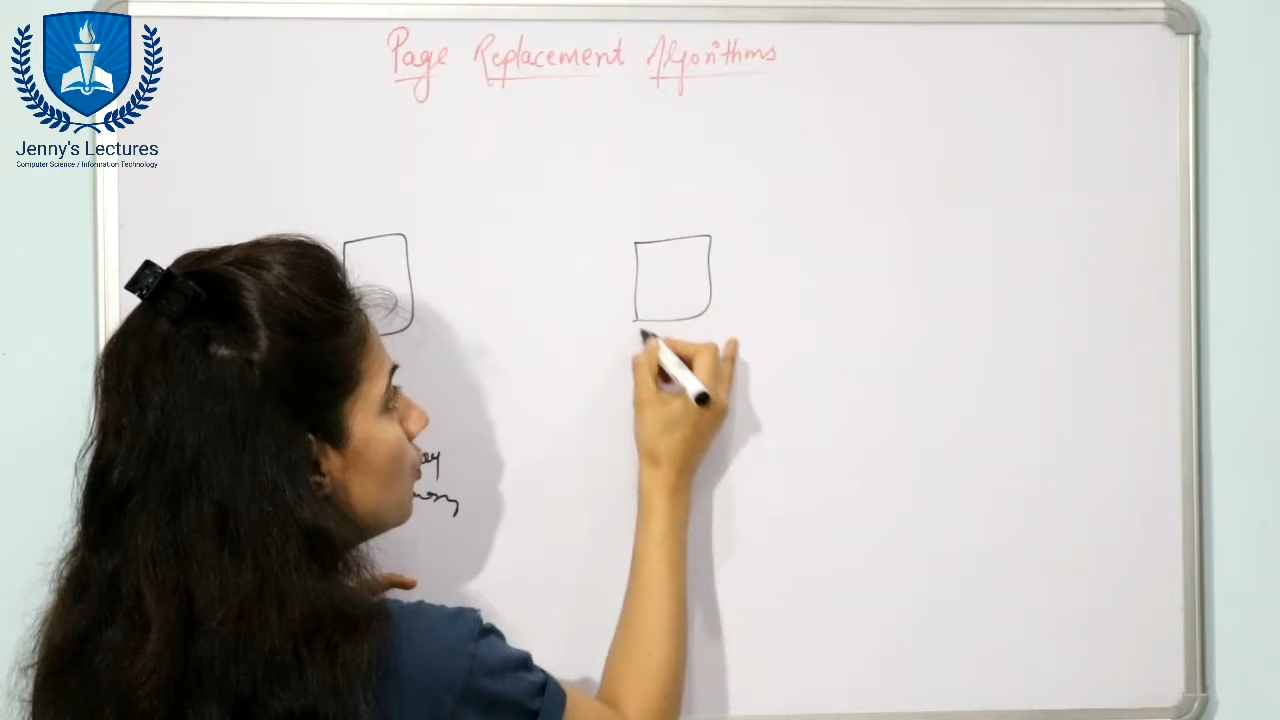 Page Replacement Algorithms
Jenny's Lectures
Computer Science / Information Technology